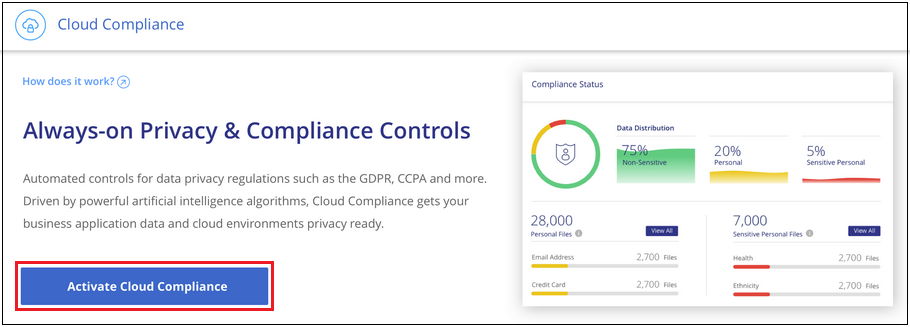 Cloud Compliance
How does it work?
Always-on Privacy & Compliance Controls
Automated controls for data privacy regulations such as the GDPR, CCPA and more.
Driven by powerful artificial intelligence algorithms, Cloud Compliance gets your
business application data and cloud environments privacy ready.
Activate Cloud Compliance
Compliance Status
Data Distribution
75%
Non-Sensitive
20%
Personal
5%
Sensitive Personal
28,000
Personal Files
View All
Email Address 2,700 Files
Credit Card 2,700 Files
7,000
Sensitive Personal Files
View All
Health 2,700 Files
Ethnicity 2,700 Files